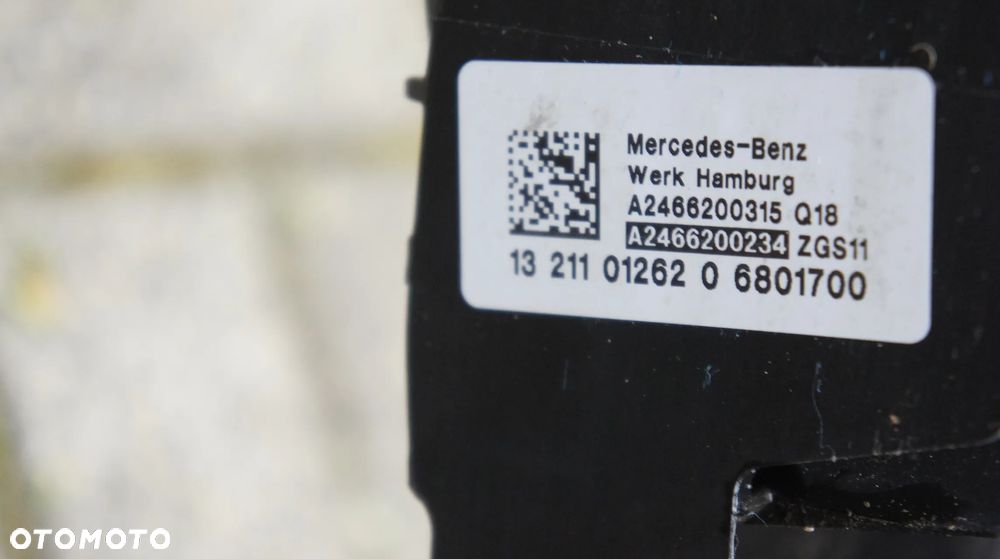 Mercedes-Benz
Werk Hamburg
A2466200315 Q18
A2466200234 ZGS11
13 211 01262 0 6801700
OTOMOTO